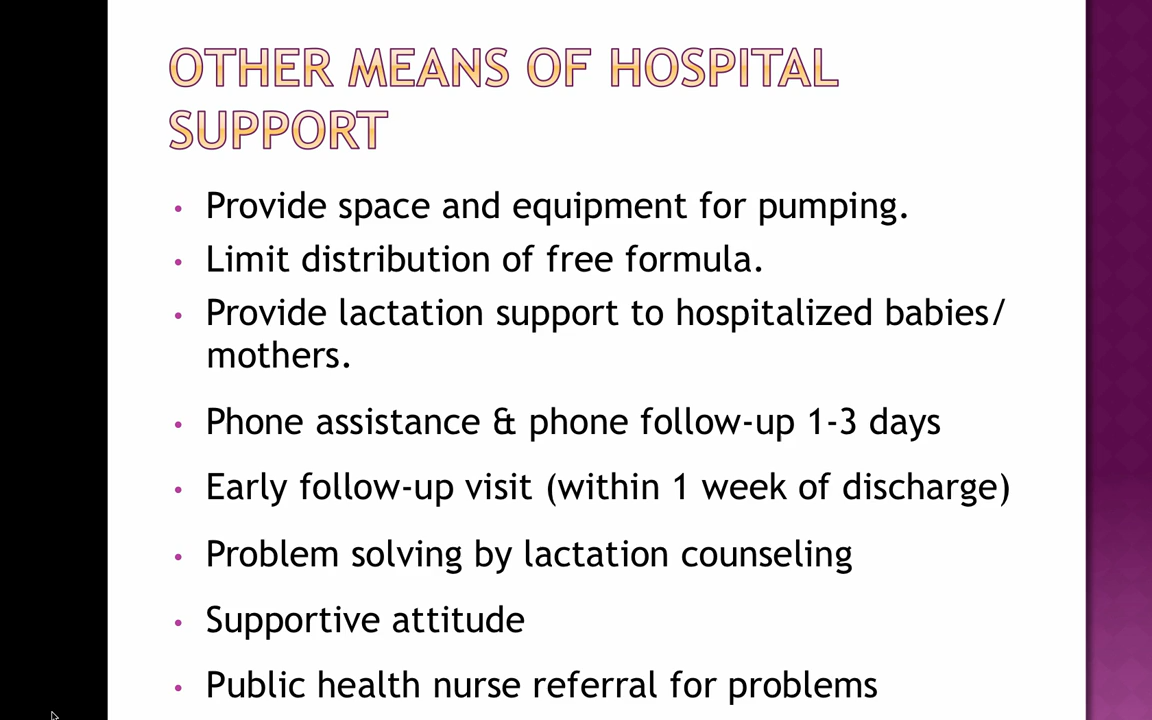 OTHER MEANS OF HOSPITAL
SUPPORT
• Provide space and equipment for pumping.
• Limit distribution of free formula.
• Provide lactation support to hospitalized babies/
mothers.
• Phone assistance & phone follow-up 1-3 days
• Early follow-up visit (within 1 week of discharge)
• Problem solving by lactation counseling
• Supportive attitude
• Public health nurse referral for problems